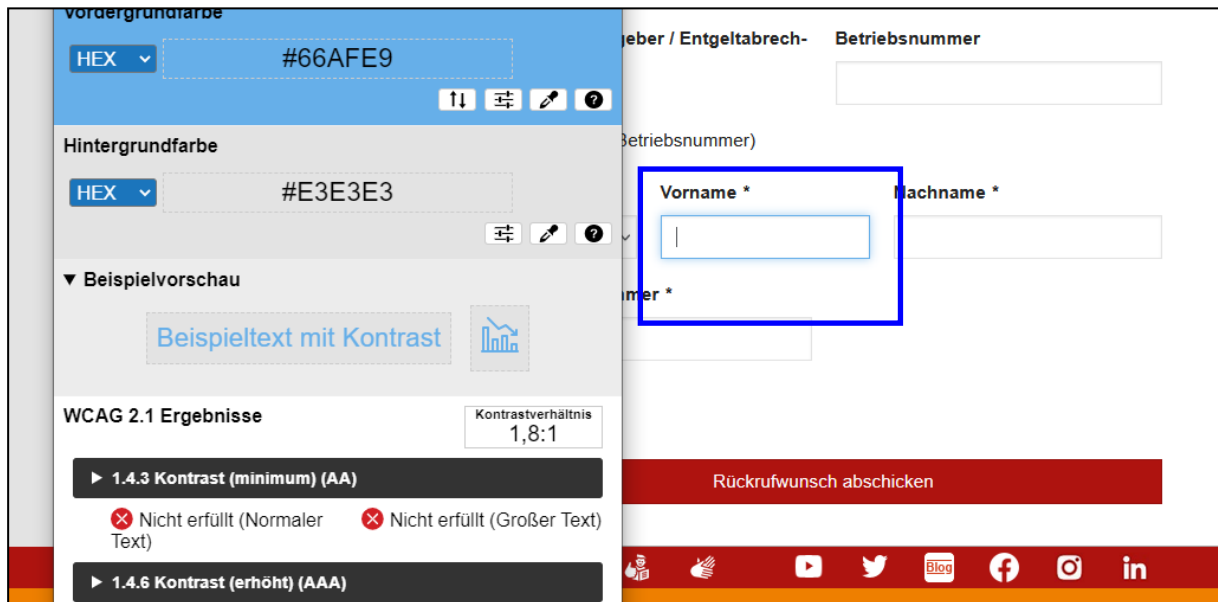 Vordergrundfarbe
HEX #66AFE9
Hintergrundfarbe
HEX #E3E3E3
Beispielvorschau
Beispieltext mit Kontrast
WCAG 2.1 Ergebnisse
Kontrastverhältnis
1,8:1
1.4.3 Kontrast (minimum) (AA)
Nicht erfüllt (Normaler Text)
Nicht erfüllt (Großer Text)
1.4.6 Kontrast (erhöht) (AAA)
geber / Entgeltabrech-
Betriebsnummer
Betriebsnummer)
Vorname *
Nachname *
mer *
Rückrufwunsch abschicken
Blog
in